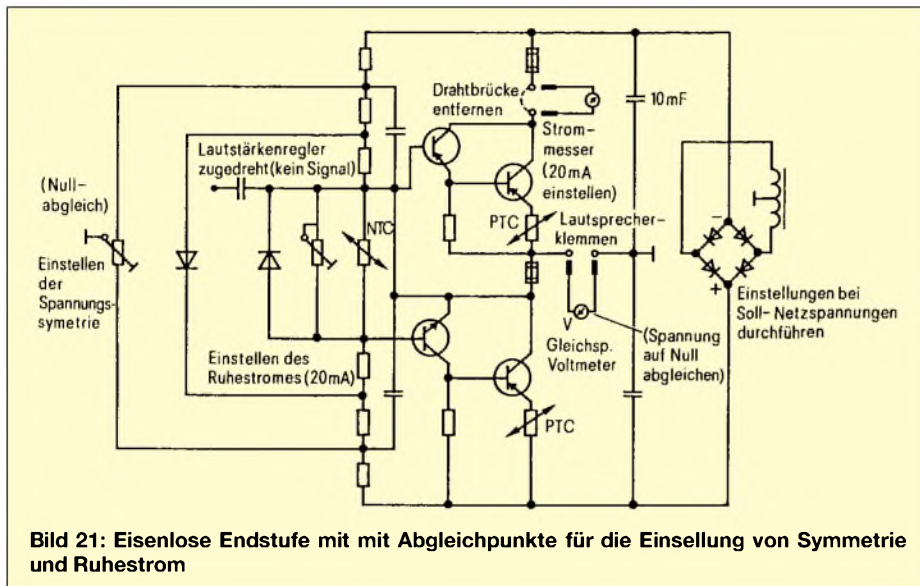 Drahtbrücke
entfernen
10mF
Strom-
messer
(20mA
einstellen)
Lautstärkenregler
zugedreht(kein Signal)
(Null-
abgleich)
NTC
PTC
Lautsprecher-
klemmen
Einstellen
der
Spannungs-
symetrie
–
+
Einstellungen bei
Soll-Netzspannungen
durchführen
V
Gleichsp.
Voltmeter
(Spannung
auf Null
abgleichen)
Einstellen des
Ruhestromes (20mA)
PTC
Bild 21: Eisenlose Endstufe mit mit Abgleichpunkte für die Einsellung von Symmetrie
und Ruhestrom